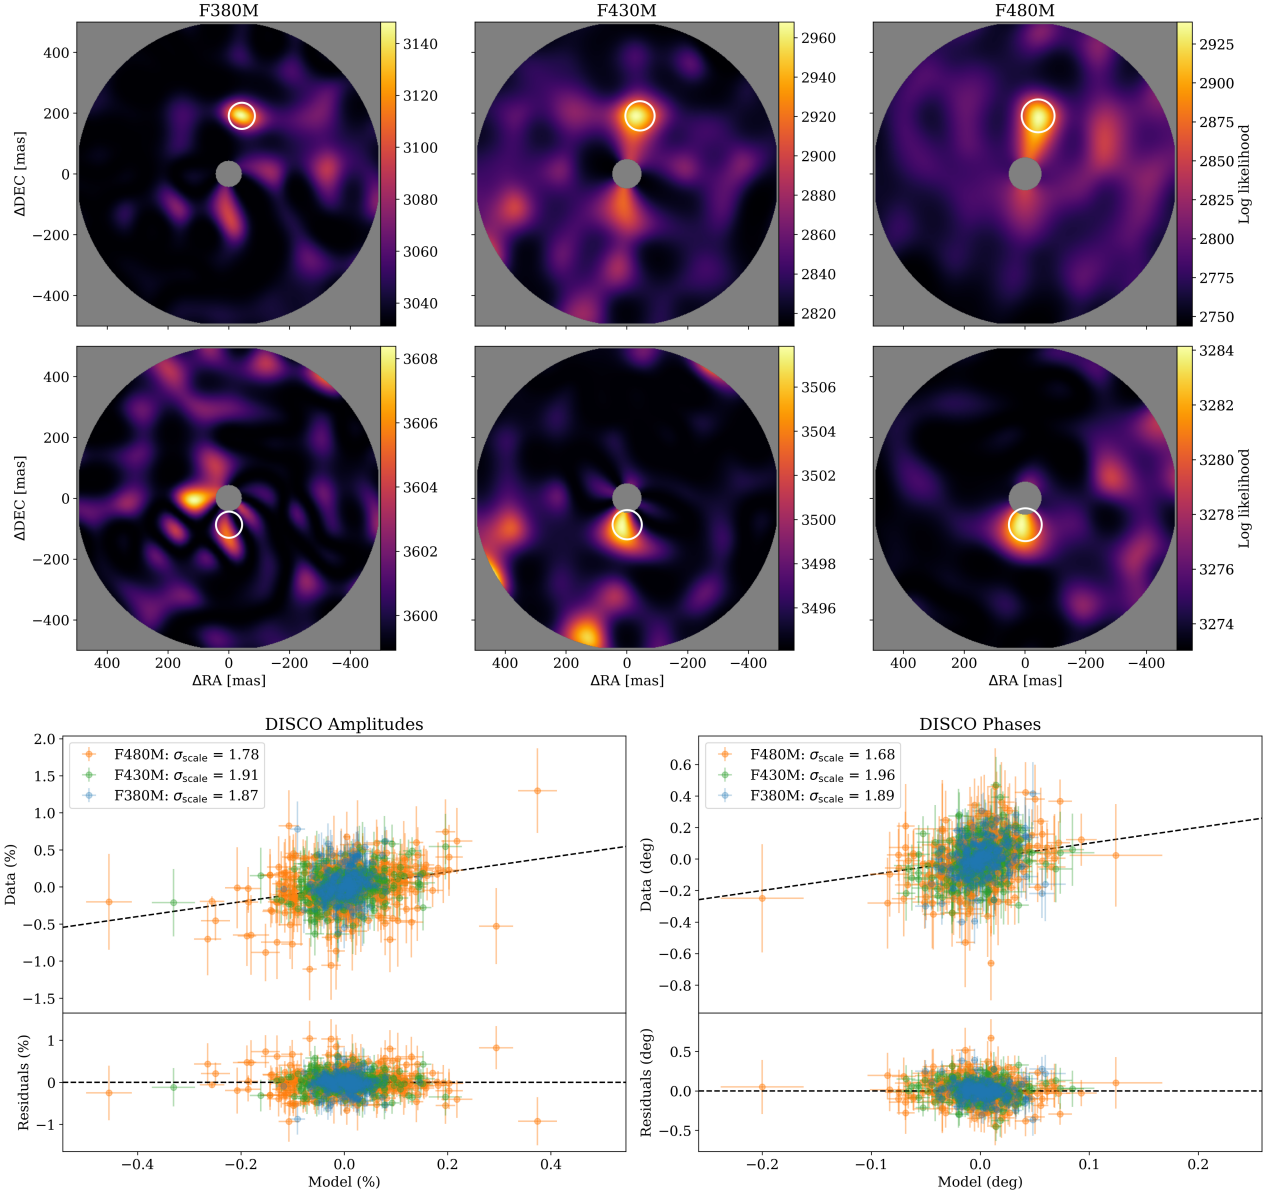 F380M
F430M
F480M
400
200
0
−200
−400
ΔDEC [mas]
3140
3120
3100
3080
3060
3040
2960
2940
2920
2900
2880
2860
2840
2820
2925
2900
2875
2850
2825
2800
2775
2750
Log likelihood
400
200
0
−200
−400
ΔDEC [mas]
3608
3606
3604
3602
3600
3506
3504
3502
3500
3498
3496
3284
3282
3280
3278
3276
3274
Log likelihood
400 200 0 −200 −400
400 200 0 −200 −400
400 200 0 −200 −400
ΔRA [mas]
ΔRA [mas]
ΔRA [mas]
DISCO Amplitudes
F480M: σscale = 1.78
F430M: σscale = 1.91
F380M: σscale = 1.87
2.0
1.5
1.0
0.5
0.0
−0.5
−1.0
−1.5
Data (%)
1
0
−1
Residuals (%)
−0.4 −0.2 0.0 0.2 0.4
Model (%)
DISCO Phases
F480M: σscale = 1.68
F430M: σscale = 1.96
F380M: σscale = 1.89
0.6
0.4
0.2
0.0
−0.2
−0.4
−0.6
−0.8
Data (deg)
0.5
0.0
−0.5
Residuals (deg)
−0.2 −0.1 0.0 0.1 0.2
Model (deg)